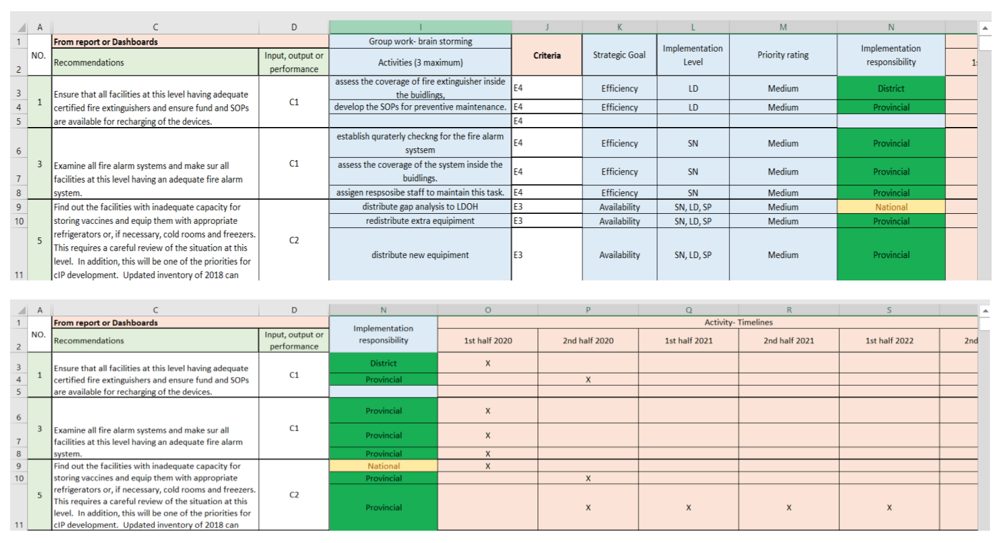 A C D I J K L M N
1 From report or Dashboards Group work- brain storming
NO. Criteria Strategic Goal Implementation Level Priority rating Implementation responsibility
2 Recommendations Input, output or performance Activities (3 maximum) 1
3 assess the coverage of fire extinguisher inside the buidlings, E4 Efficiency LD Medium District
1 Ensure that all facilities at this level having adequate C1
4 certified fire extinguishers and ensure fund and SOPs develop the SOPs for preventive maintenance. E4 Efficiency LD Medium Provincial
5 are available for recharging of the devices. E4
6 establish quraterly checkng for the fire alarm systsem E4 Efficiency SN Medium Provincial
3 Examine all fire alarm systems and make sur all C1
7 facilities at this level having an adequate fire alarm assess the coverage of the system inside the buidlings. E4 Efficiency SN Medium Provincial
8 system. assigen respsosibe staff to maintain this task. E4 Efficiency SN Medium Provincial
9 Find out the facilities with inadequate capacity for distribute gap analysis to LDOH E3 Availability SN, LD, SP Medium National
10 storing vaccines and equip them with appropriate redistribute extra equipiment E3 Availability SN, LD, SP Medium Provincial
refrigerators or, if necessary, cold rooms and freezers.
5 This requires a careful review of the situation at this C2
level. In addition, this will be one of the priorities for distribute new equipiment E3 Availability SN, LD, SP Medium Provincial
11 cIP development. Updated inventory of 2018 can
A C D N O P Q R S
1 From report or Dashboards Activity- Timelines
NO. Implementation responsibility
2 Recommendations Input, output or performance 1st half 2020 2nd half 2020 1st half 2021 2nd half 2021 1st half 2022 2nd
3 Ensure that all facilities at this level having adequate District X
1 C1
4 certified fire extinguishers and ensure fund and SOPs Provincial X
5 are available for recharging of the devices.
6 Provincial X
3 Examine all fire alarm systems and make sur all C1
7 facilities at this level having an adequate fire alarm Provincial X
8 system. Provincial X
9 Find out the facilities with inadequate capacity for National X
10 storing vaccines and equip them with appropriate Provincial X
refrigerators or, if necessary, cold rooms and freezers.
5 This requires a careful review of the situation at this C2
level. In addition, this will be one of the priorities for Provincial X X X X
11 cIP development. Updated inventory of 2018 can